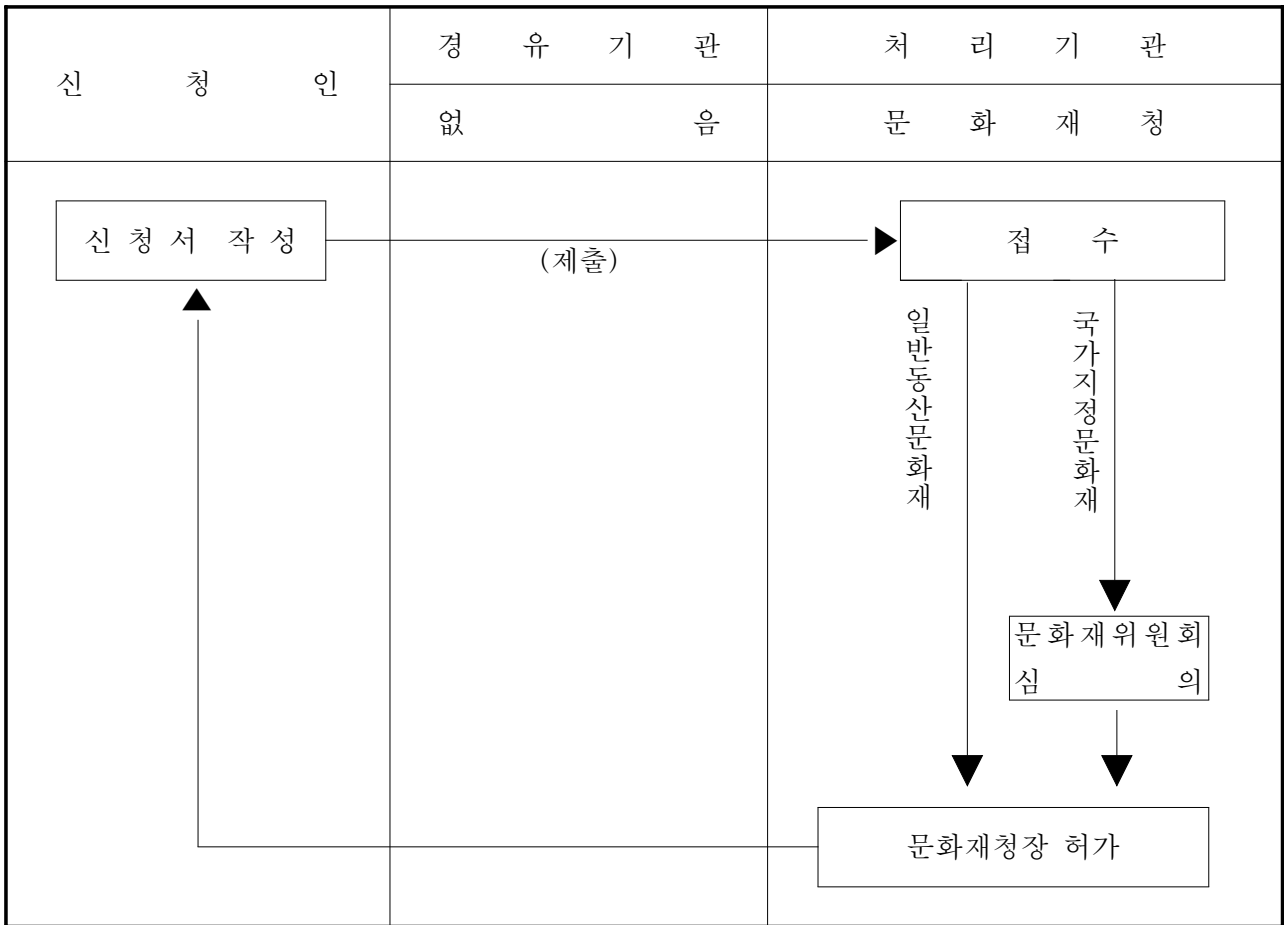 신 청 인
경 유 기 관
처 리 기 관
없 음
문 화 재 청
신 청 서 작 성
(제출)
접 수
일반동산문화재
국가지정문화재
문화재위원회
심 의
문화재청장 허가